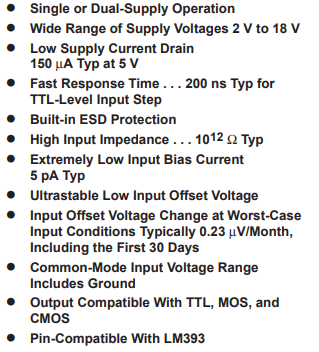 ● Single or Dual-Supply Operation
● Wide Range of Supply Voltages 2 V to 18 V
● Low Supply Current Drain
150 μA Typ at 5 V
● Fast Response Time . . . 200 ns Typ for
TTL-Level Input Step
● Built-in ESD Protection
● High Input Impedance . . . 10¹² Ω Typ
● Extremely Low Input Bias Current
5 pA Typ
● Ultrastable Low Input Offset Voltage
● Input Offset Voltage Change at Worst-Case
Input Conditions Typically 0.23 μV/Month,
Including the First 30 Days
● Common-Mode Input Voltage Range
Includes Ground
● Output Compatible With TTL, MOS, and
CMOS
● Pin-Compatible With LM393